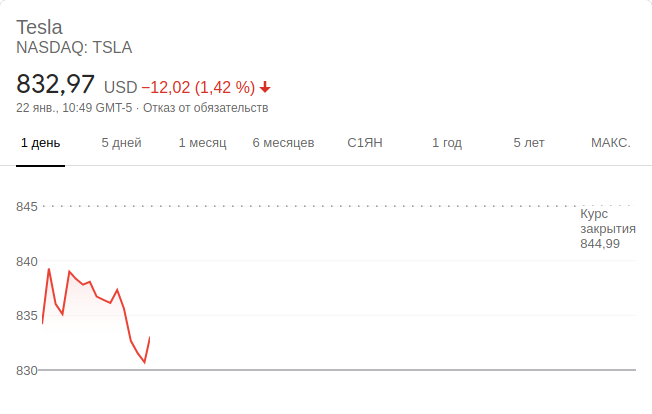 Tesla
NASDAQ: TSLA
832,97 USD −12,02 (1,42 %)
22 янв., 10:49 GMT-5 · Отказ от обязательств
1 день 5 дней 1 месяц 6 месяцев С1ЯН 1 год 5 лет МАКС.
845
Курс
закрытия
844,99
840
835
830